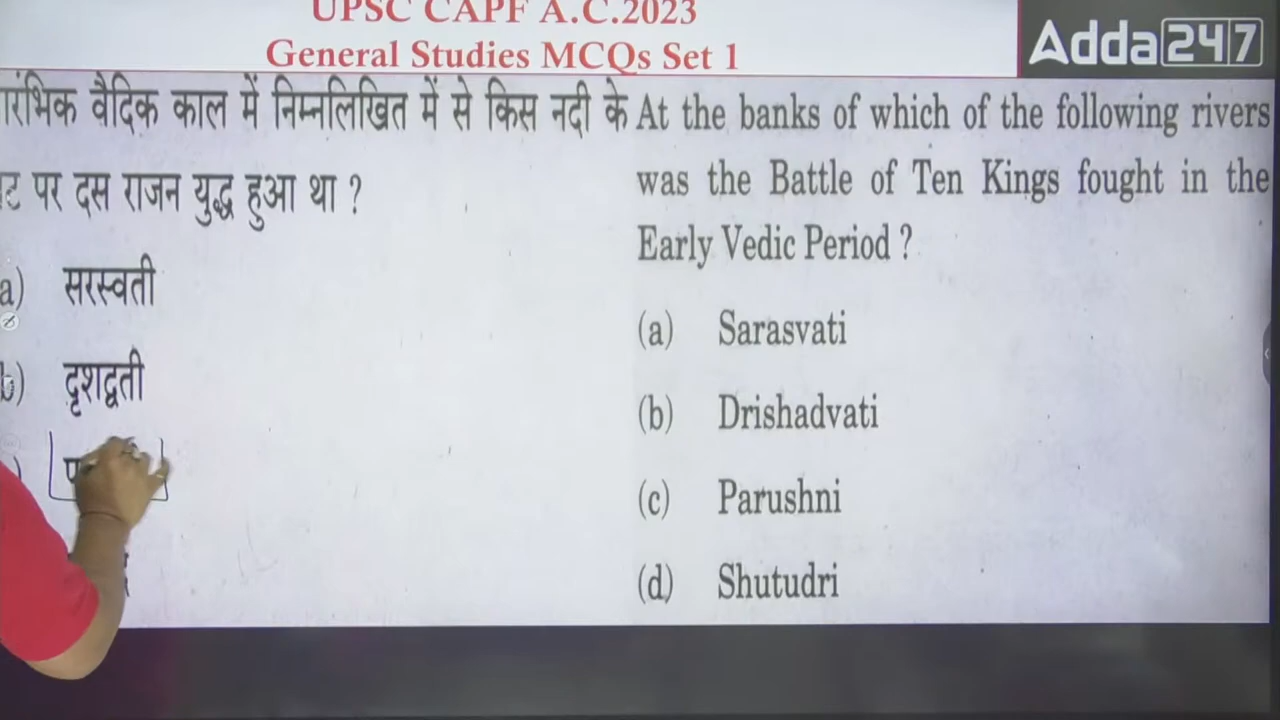 UPSC CAPF A.C.2023
General Studies MCQs Set 1
Adda247
रंभिक वैदिक काल में निम्नलिखित में से किस नदी के
पर दस राजन युद्ध हुआ था ?
a) सरस्वती
b) दृशद्वती
At the banks of which of the following rivers
was the Battle of Ten Kings fought in the
Early Vedic Period ?
(a) Sarasvati
(b) Drishadvati
(c) Parushni
(d) Shutudri